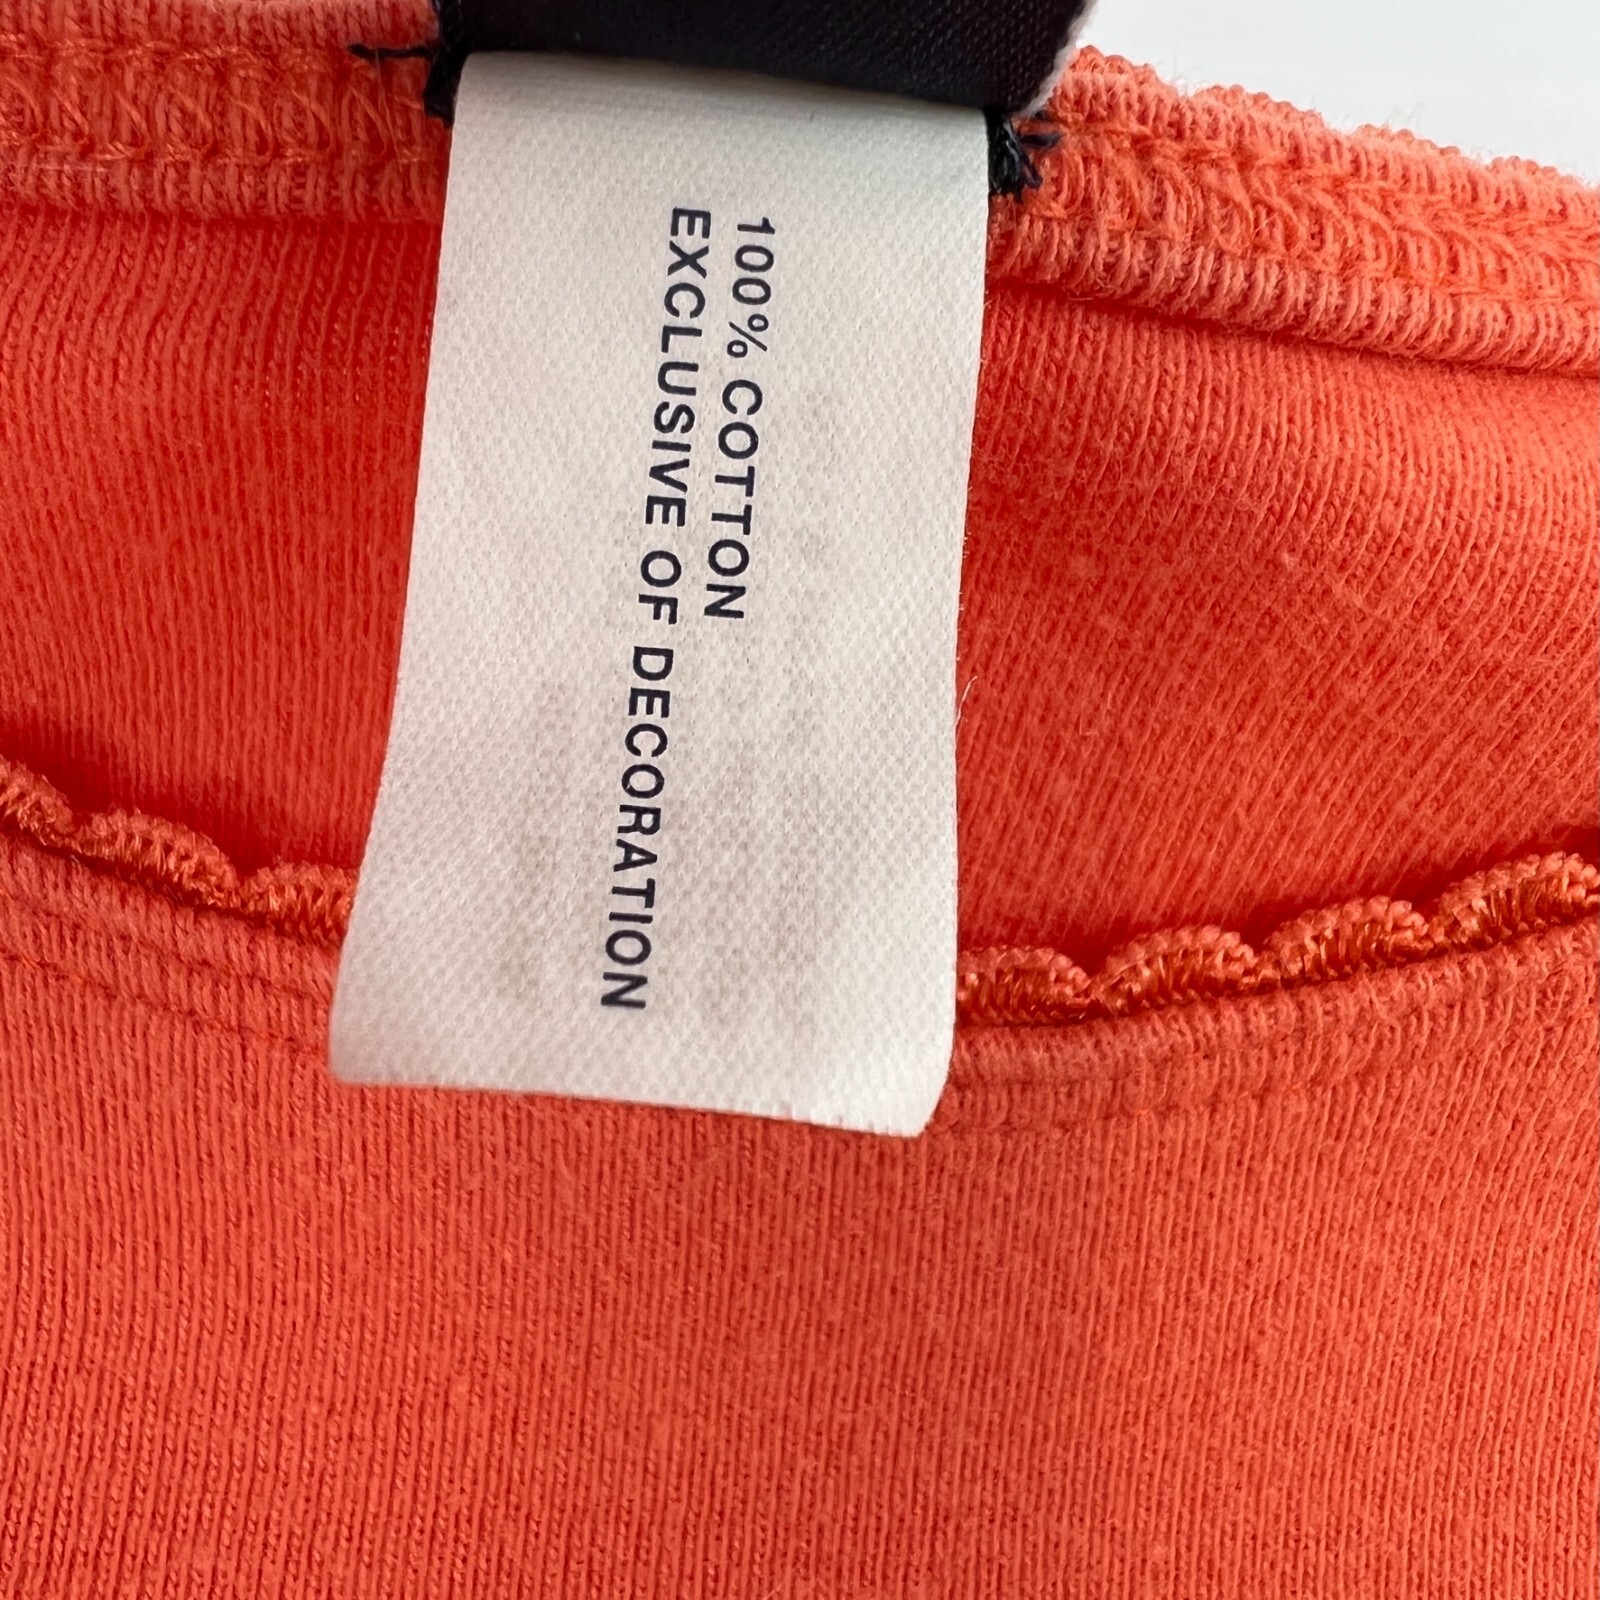 100% COTTON
EXCLUSIVE OF DECORATION